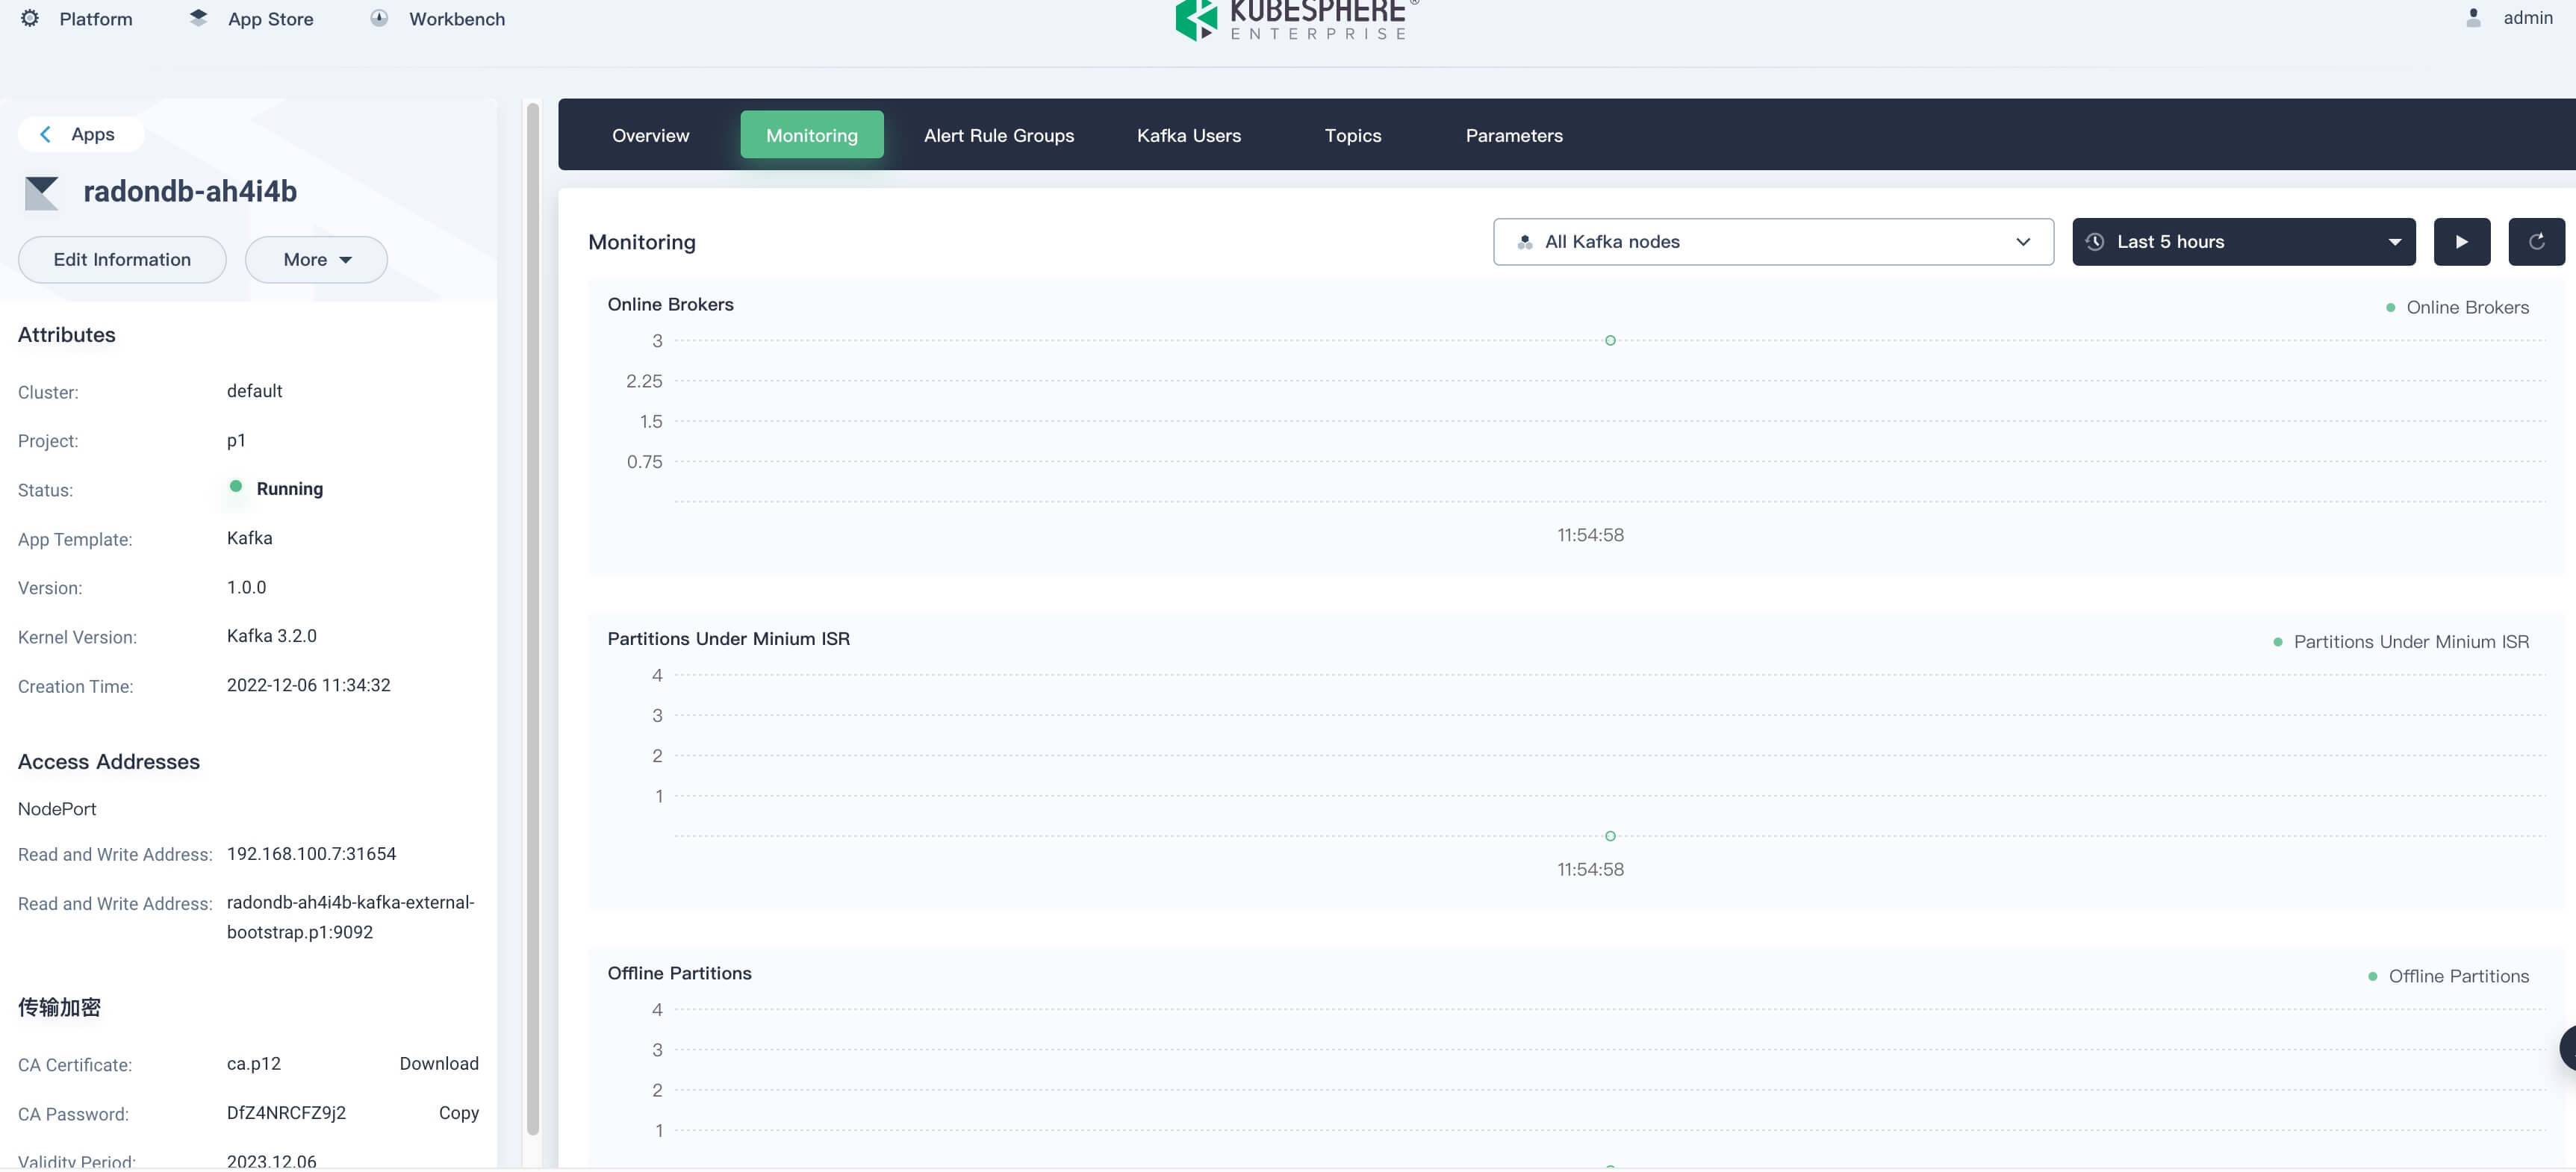 Platform
App Store
Workbench
KUBESPHERE®
ENTERPRISE
admin
Apps
radondb-ah4i4b
Edit Information
More
Attributes
Cluster: default
Project: p1
Status: Running
App Template: Kafka
Version: 1.0.0
Kernel Version: Kafka 3.2.0
Creation Time: 2022-12-06 11:34:32
Access Addresses
NodePort
Read and Write Address: 192.168.100.7:31654
Read and Write Address: radondb-ah4i4b-kafka-external-
bootstrap.p1:9092
传输加密
CA Certificate: ca.p12 Download
CA Password: DfZ4NRCFZ9j2 Copy
Validity Period: 2023.12.06
Overview
Monitoring
Alert Rule Groups
Kafka Users
Topics
Parameters
Monitoring
All Kafka nodes
Last 5 hours
Online Brokers
Online Brokers
3
2.25
1.5
0.75
11:54:58
Partitions Under Minium ISR
Partitions Under Minium ISR
4
3
2
1
11:54:58
Offline Partitions
Offline Partitions
4
3
2
1